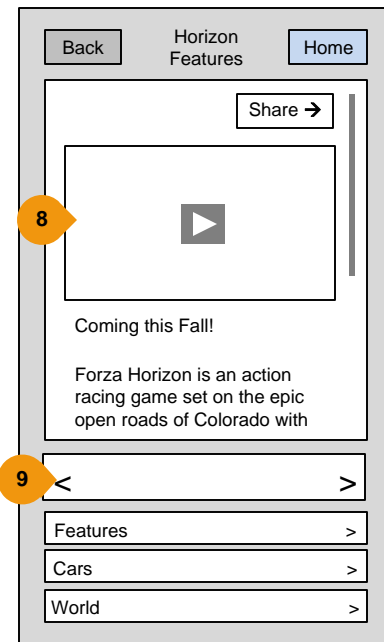 Back
Horizon
Features
Home
Share →
8
Coming this Fall!
Forza Horizon is an action
racing game set on the epic
open roads of Colorado with
9
< >
Features >
Cars >
World >